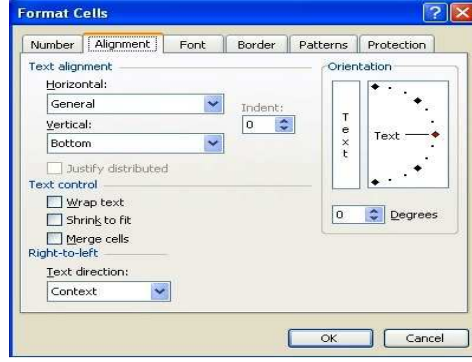 Format Cells
Number Alignment Font Border Patterns Protection
Text alignment
Horizontal:
General
Vertical:
Bottom
Indent:
0
Justify distributed
Text control
Wrap text
Shrink to fit
Merge cells
Right-to-left
Text direction:
Context
Orientation
Text
Text
0 Degrees
OK Cancel